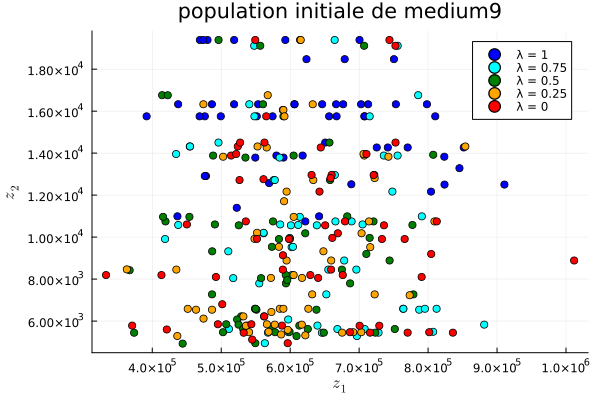 population initiale de medium9
λ = 1
λ = 0.75
λ = 0.5
λ = 0.25
λ = 0
1.80×10⁴
1.60×10⁴
1.40×10⁴
1.20×10⁴
1.00×10⁴
8.00×10³
6.00×10³
z₂
4.0×10⁵ 5.0×10⁵ 6.0×10⁵ 7.0×10⁵ 8.0×10⁵ 9.0×10⁵ 1.0×10⁶
z₁